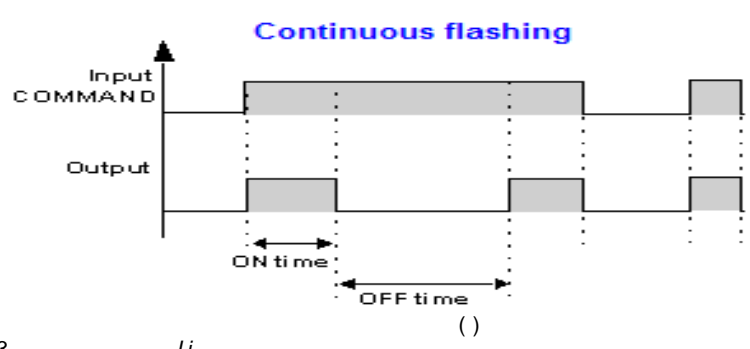 Continuous flashing
Input
COMMAND
Output
ON time
OFF time
( )